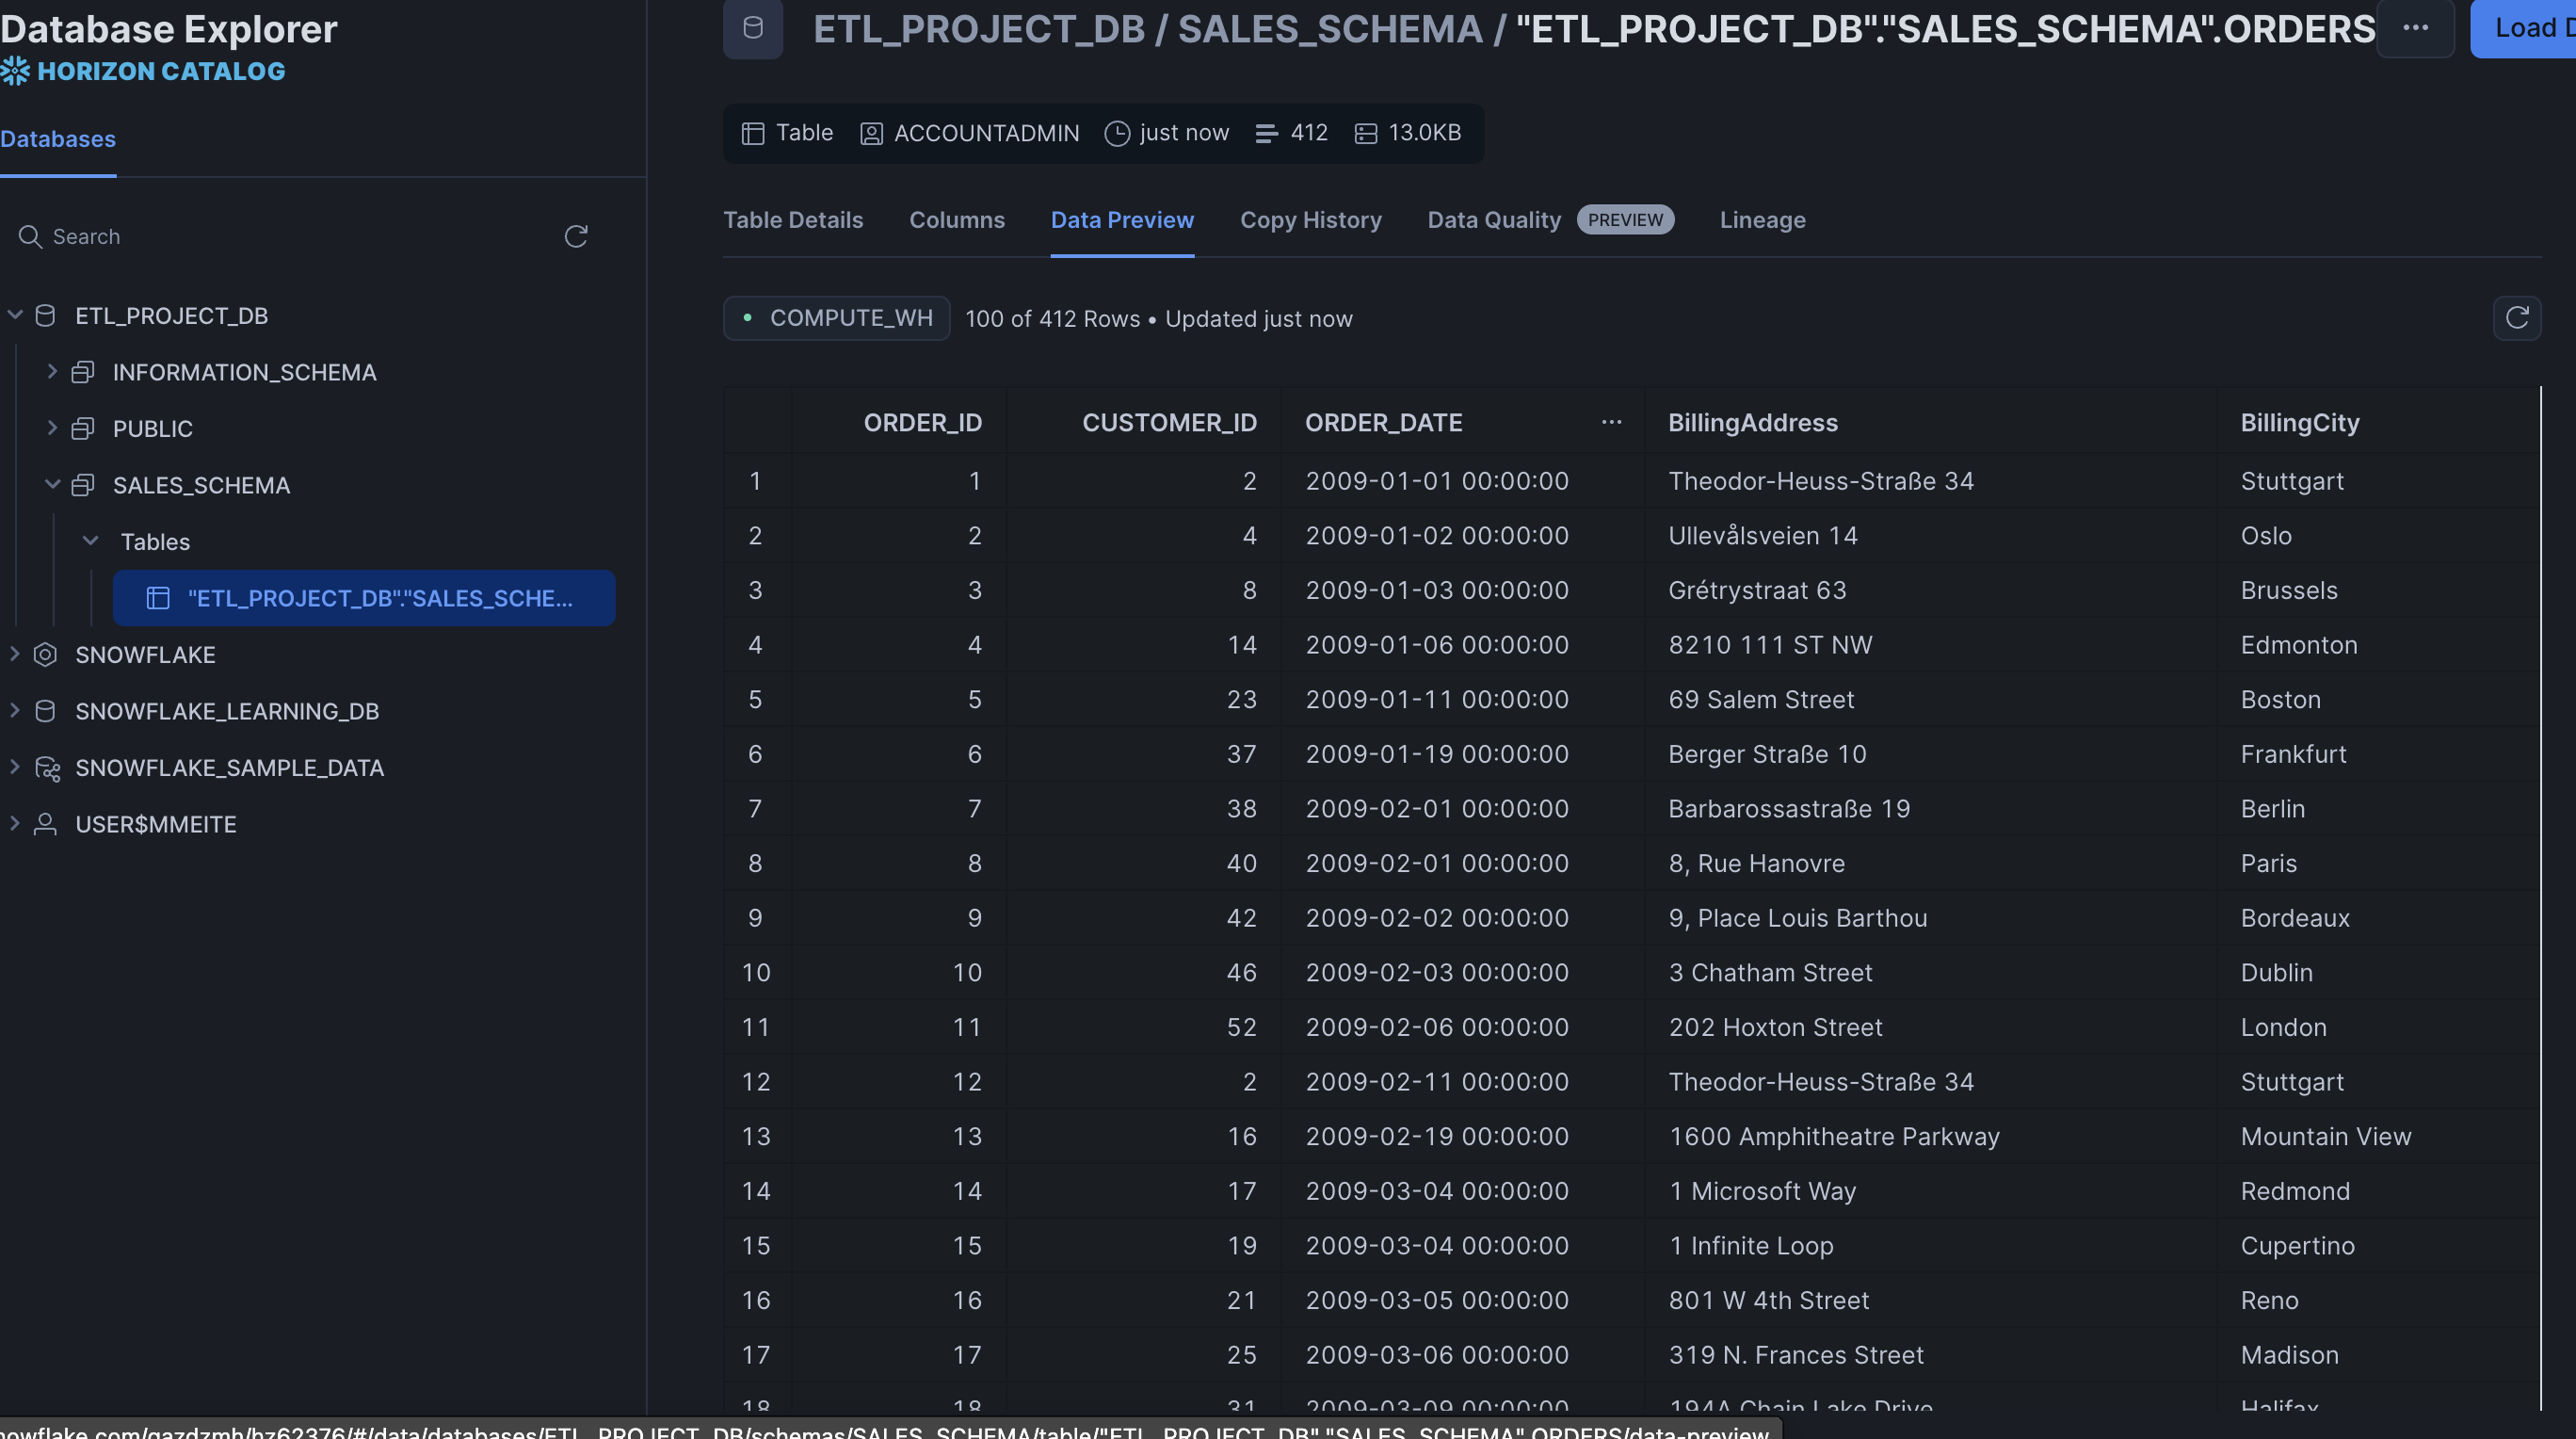 Database Explorer
HORIZON CATALOG
Databases
Search
ETL_PROJECT_DB
INFORMATION_SCHEMA
PUBLIC
SALES_SCHEMA
Tables
"ETL_PROJECT_DB"."SALES_SCHE...
SNOWFLAKE
SNOWFLAKE_LEARNING_DB
SNOWFLAKE_SAMPLE_DATA
USER$MMEITE
ETL_PROJECT_DB / SALES_SCHEMA / "ETL_PROJECT_DB"."SALES_SCHEMA".ORDERS ... Load
Table ACCOUNTADMIN just now 412 13.0KB
Table Details Columns Data Preview Copy History Data Quality PREVIEW Lineage
COMPUTE_WH 100 of 412 Rows • Updated just now
ORDER_ID CUSTOMER_ID ORDER_DATE ... BillingAddress BillingCity
1 1 2 2009-01-01 00:00:00 Theodor-Heuss-Straße 34 Stuttgart
2 2 4 2009-01-02 00:00:00 Ullevålsveien 14 Oslo
3 3 8 2009-01-03 00:00:00 Grétrystraat 63 Brussels
4 4 14 2009-01-06 00:00:00 8210 111 ST NW Edmonton
5 5 23 2009-01-11 00:00:00 69 Salem Street Boston
6 6 37 2009-01-19 00:00:00 Berger Straße 10 Frankfurt
7 7 38 2009-02-01 00:00:00 Barbarossastraße 19 Berlin
8 8 40 2009-02-01 00:00:00 8, Rue Hanovre Paris
9 9 42 2009-02-02 00:00:00 9, Place Louis Barthou Bordeaux
10 10 46 2009-02-03 00:00:00 3 Chatham Street Dublin
11 11 52 2009-02-06 00:00:00 202 Hoxton Street London
12 12 2 2009-02-11 00:00:00 Theodor-Heuss-Straße 34 Stuttgart
13 13 16 2009-02-19 00:00:00 1600 Amphitheatre Parkway Mountain View
14 14 17 2009-03-04 00:00:00 1 Microsoft Way Redmond
15 15 19 2009-03-04 00:00:00 1 Infinite Loop Cupertino
16 16 21 2009-03-05 00:00:00 801 W 4th Street Reno
17 17 25 2009-03-06 00:00:00 319 N. Frances Street Madison
18 18 31 2009-03-09 00:00:00 194A Chain Lake Drive Halifax
nowflake.com/gazdzmh/hz62376/#/data/databases/ETL_PROJECT_DB/schemas/SALES_SCHEMA/table/"ETL_PROJECT_DB"."SALES_SCHEMA".ORDERS/data-preview